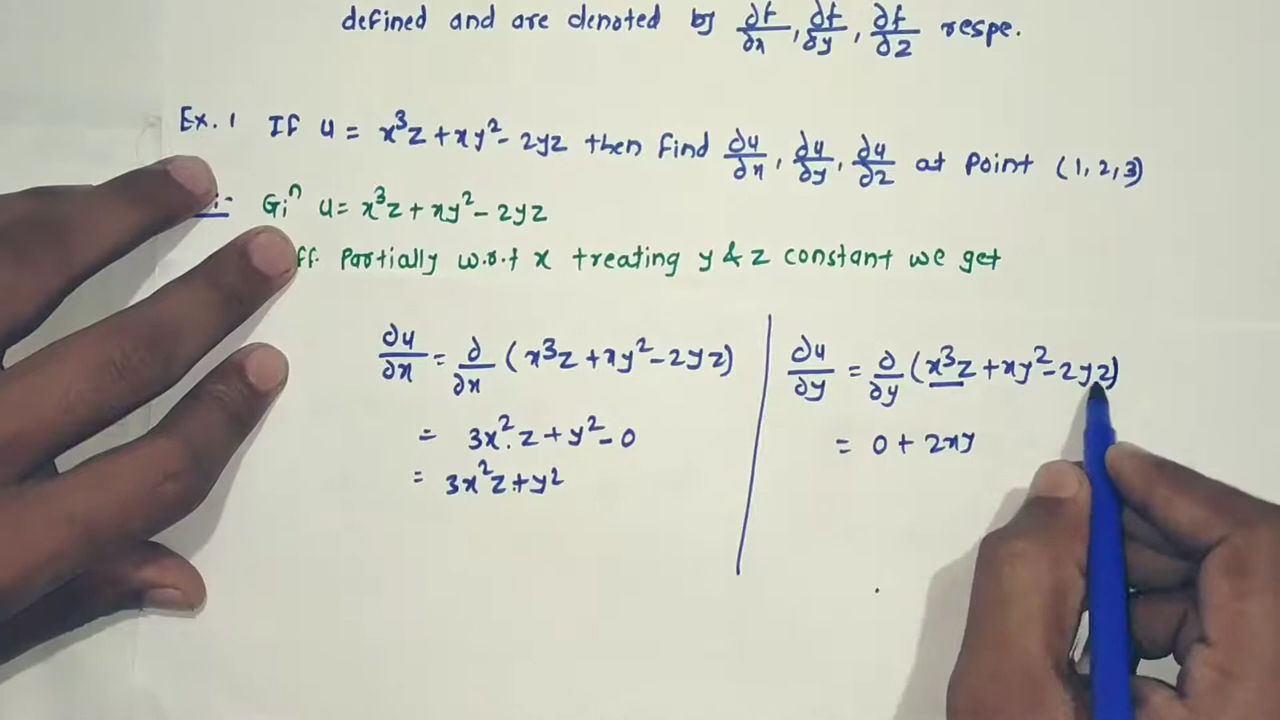 defined and are denoted by ∂f/∂x, ∂f/∂y, ∂f/∂z respe.
Ex. 1 If u = x³z + xy² - 2yz then find ∂u/∂x, ∂u/∂y, ∂u/∂z at point (1, 2, 3)
Giⁿ u = x³z + xy² - 2yz
ff. Partially w.r.t x treating y & z constant we get
∂u/∂x = ∂/∂x (x³z + xy² - 2yz)
= 3x².z + y² - 0
= 3x²z + y²
∂u/∂y = ∂/∂y (x³z + xy² - 2yz)
= 0 + 2xy